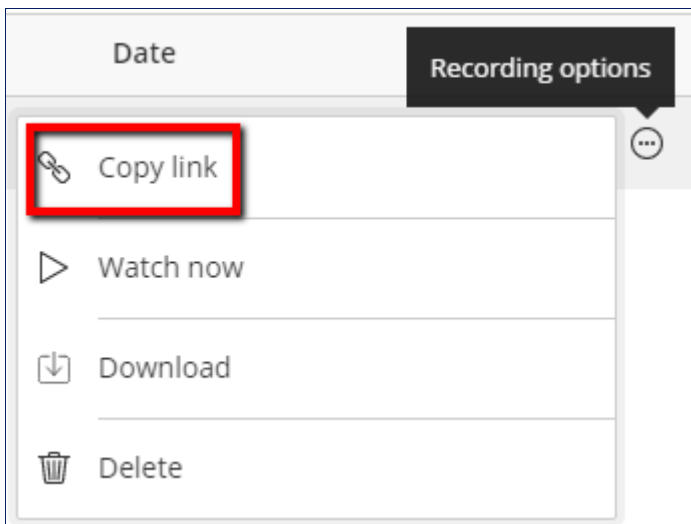 Date
Recording options
Copy link
Watch now
Download
Delete